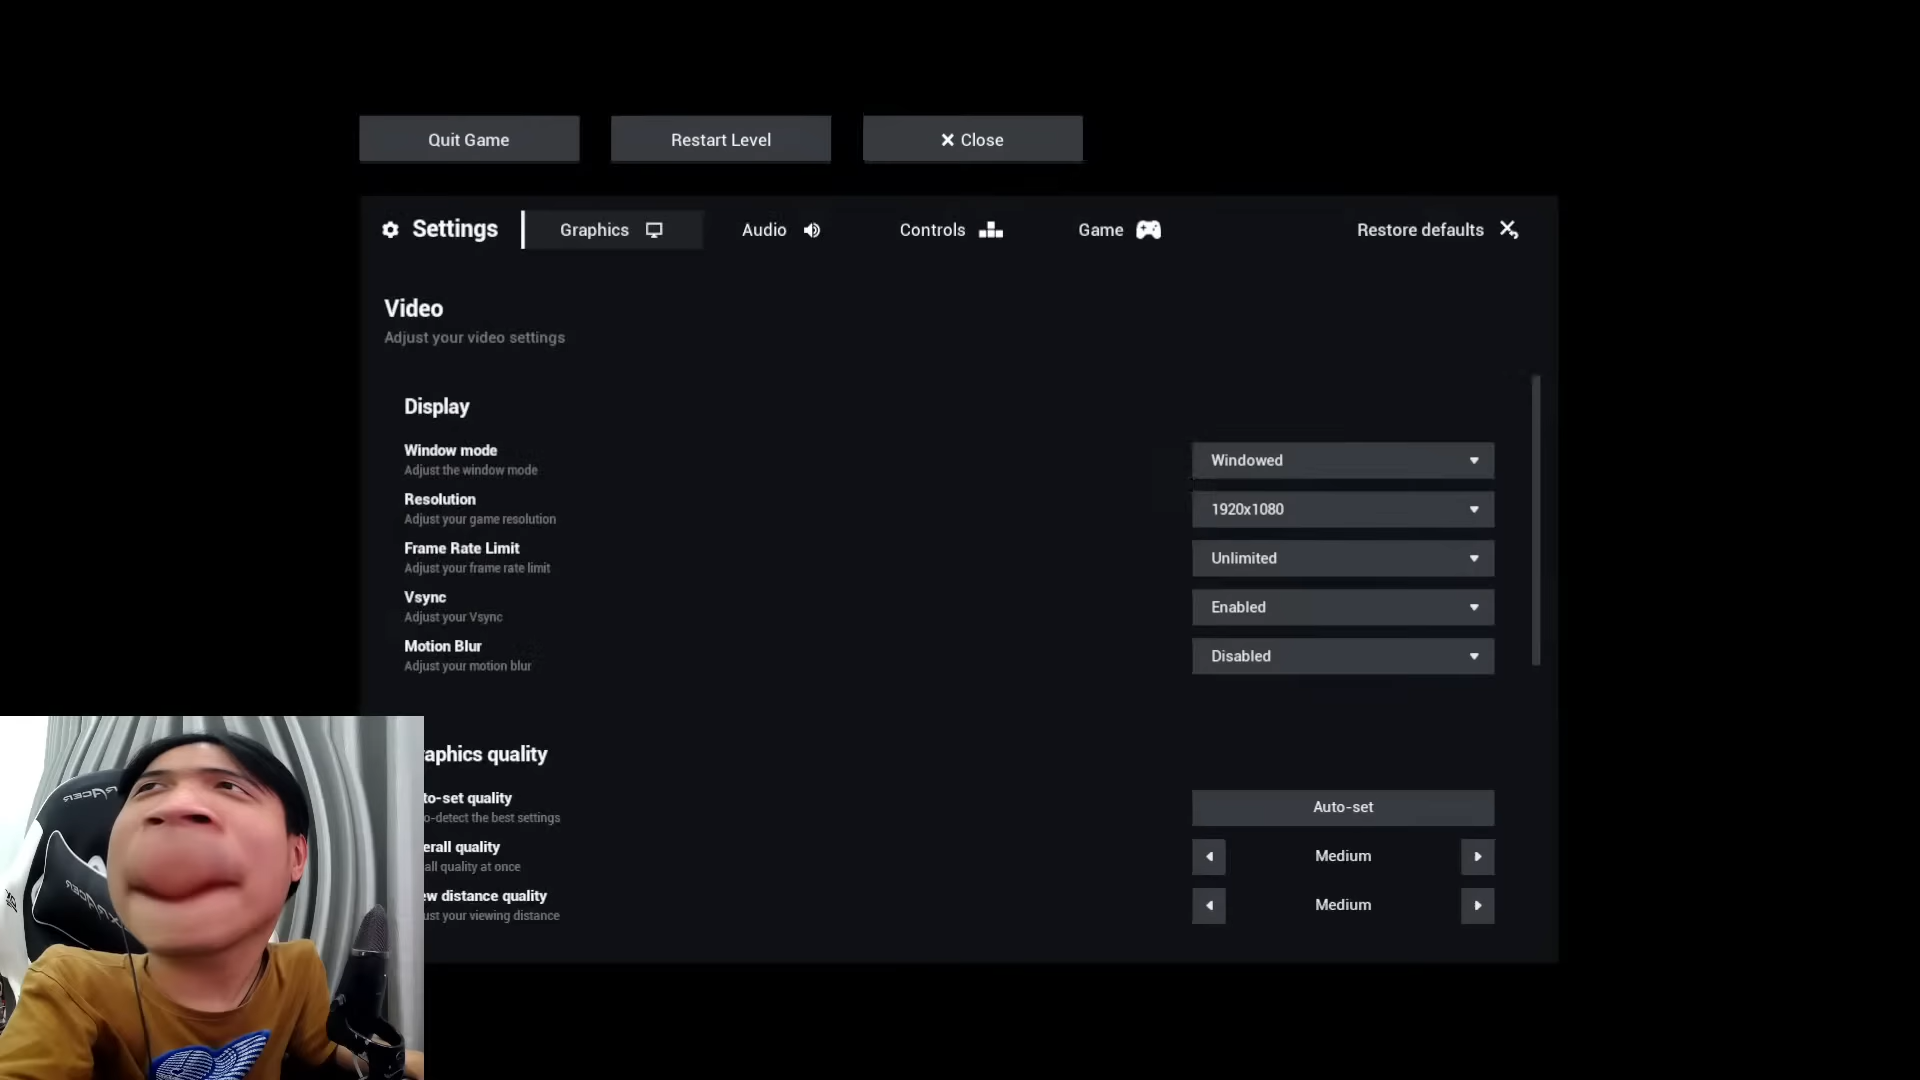 Quit Game
Restart Level
Close
Settings
Graphics
Audio
Controls
Game
Restore defaults
Video
Adjust your video settings
Display
Window mode
Adjust the window mode
Windowed
Resolution
Adjust your game resolution
1920x1080
Frame Rate Limit
Adjust your frame rate limit
Unlimited
Vsync
Adjust your Vsync
Enabled
Motion Blur
Adjust your motion blur
Disabled
aphics quality
to-set quality
o-detect the best settings
Auto-set
erall quality
all quality at once
Medium
ew distance quality
ust your viewing distance
Medium